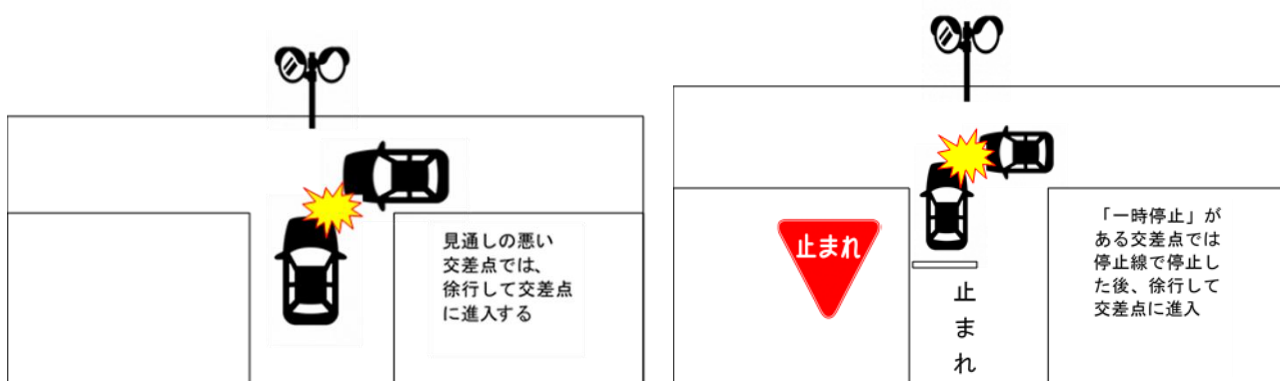 見通しの悪い
交差点では、
徐行して交差点
に進入する
止まれ
止まれ
「一時停止」が
ある交差点では
停止線で停止し
た後、徐行して
交差点に進入